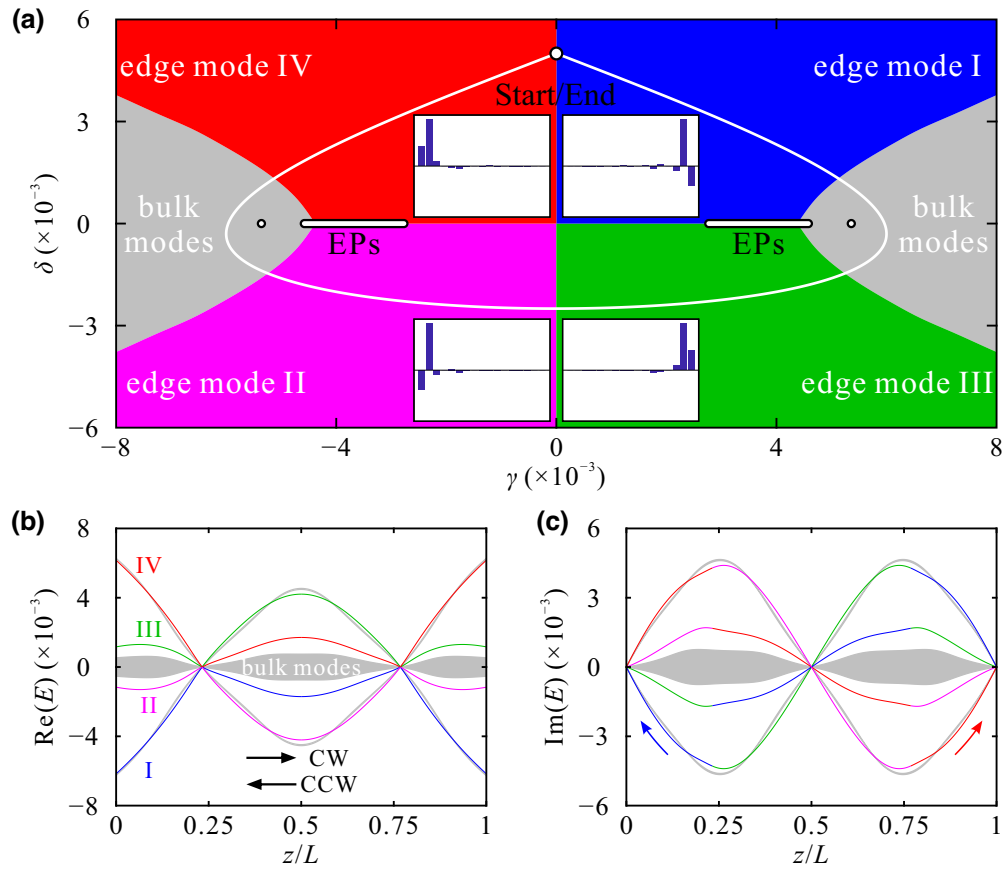 (a)
6
3
0
−3
−6
δ (×10⁻³)
edge mode IV
edge mode I
Start/End
bulk modes
EPs
EPs
bulk modes
edge mode II
edge mode III
−8
−4
0
4
8
γ (×10⁻³)
(b)
8
4
0
−4
−8
Re(E) (×10⁻³)
IV
III
bulk modes
II
I
CW
CCW
0
0.25
0.5
0.75
1
z/L
(c)
6
3
0
−3
−6
Im(E) (×10⁻³)
0
0.25
0.5
0.75
1
z/L